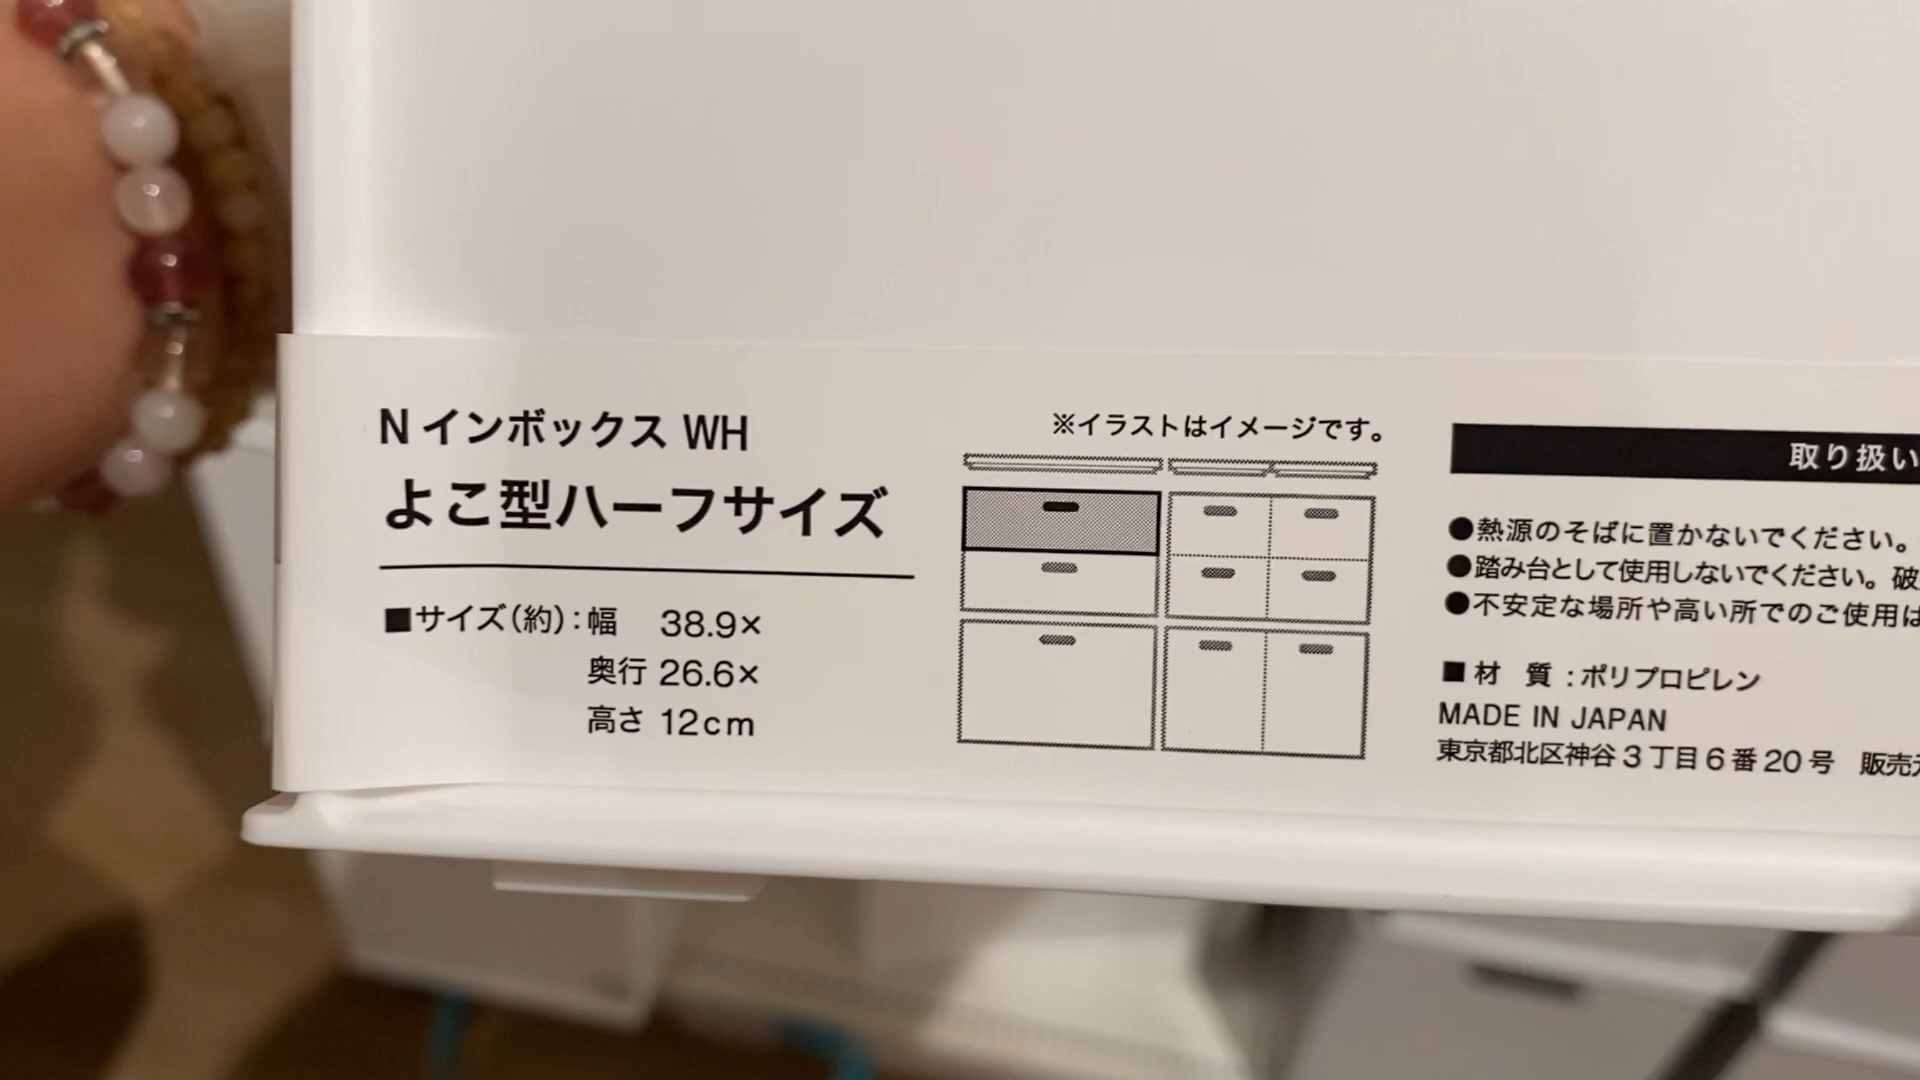 N インボックス WH
よこ型ハーフサイズ
■サイズ(約):幅 38.9×
奥行 26.6×
高さ 12cm
※イラストはイメージです。
取り扱い
●熱源のそばに置かないでください。
●踏み台として使用しないでください。破
●不安定な場所や高い所でのご使用は
■材 質:ポリプロピレン
MADE IN JAPAN
東京都北区神谷3丁目6番20号 販売元